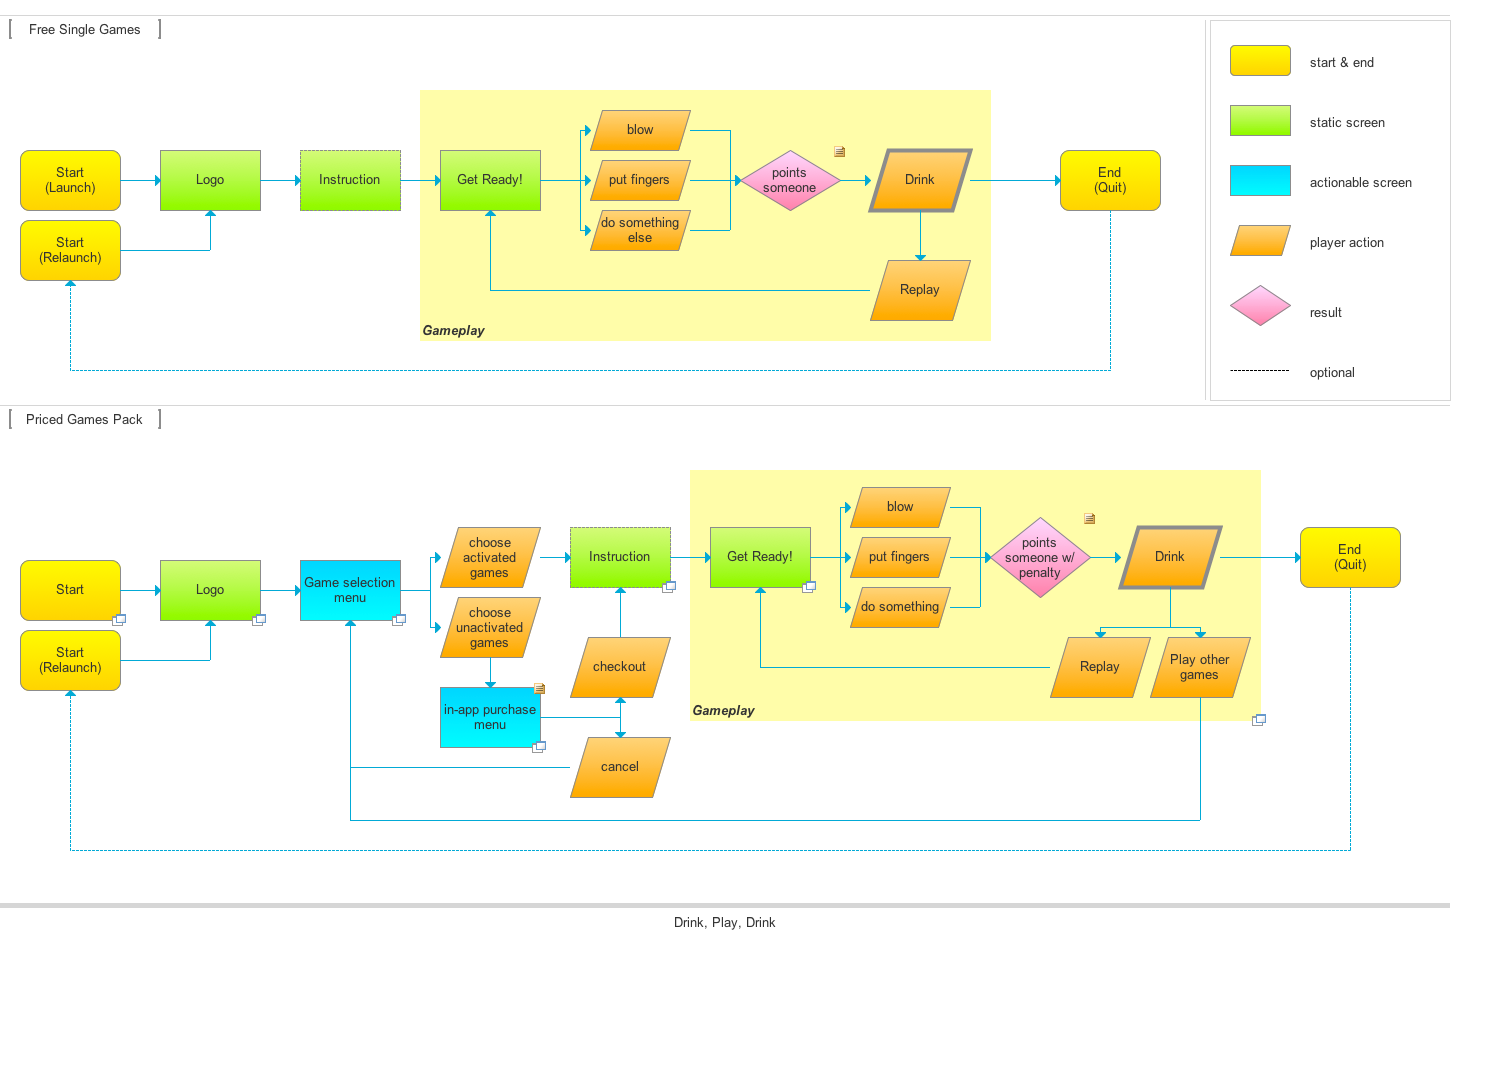 [ Free Single Games ]
start & end
static screen
actionable screen
player action
result
optional
Start
(Launch)
Logo
Instruction
Get Ready!
blow
put fingers
do something
else
points
someone
Drink
End
(Quit)
Start
(Relaunch)
Replay
Gameplay
[ Priced Games Pack ]
Start
Logo
Game selection
menu
choose
activated
games
choose
unactivated
games
Instruction
Get Ready!
blow
put fingers
do something
points
someone w/
penalty
Drink
End
(Quit)
Start
(Relaunch)
in-app purchase
menu
checkout
cancel
Replay
Play other
games
Gameplay
Drink, Play, Drink